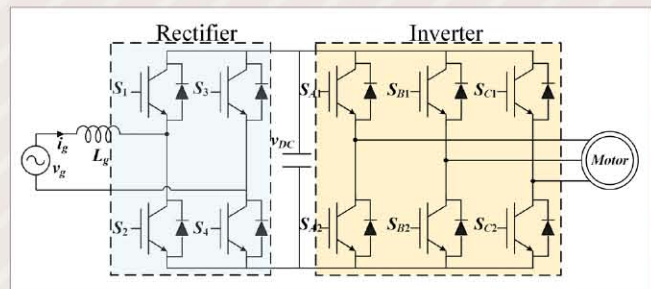 Rectifier
Inverter
S1
S3
SA1
SB1
SC1
ig
Lg
vg
vDC
Motor
S2
S4
SA2
SB2
SC2